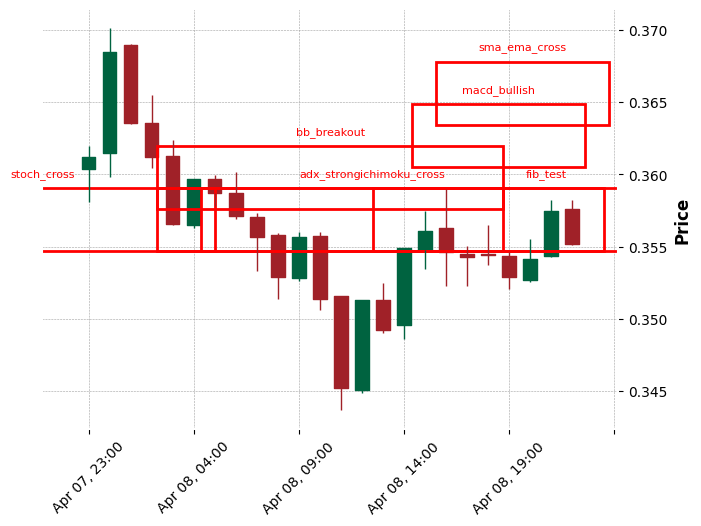 sma_ema_cross
macd_bullish
bb_breakout
stoch_cross
adx_strongichimoku_cross
fib_test
0.370
0.365
0.360
0.355
0.350
0.345
Price
Apr 07, 23:00
Apr 08, 04:00
Apr 08, 09:00
Apr 08, 14:00
Apr 08, 19:00